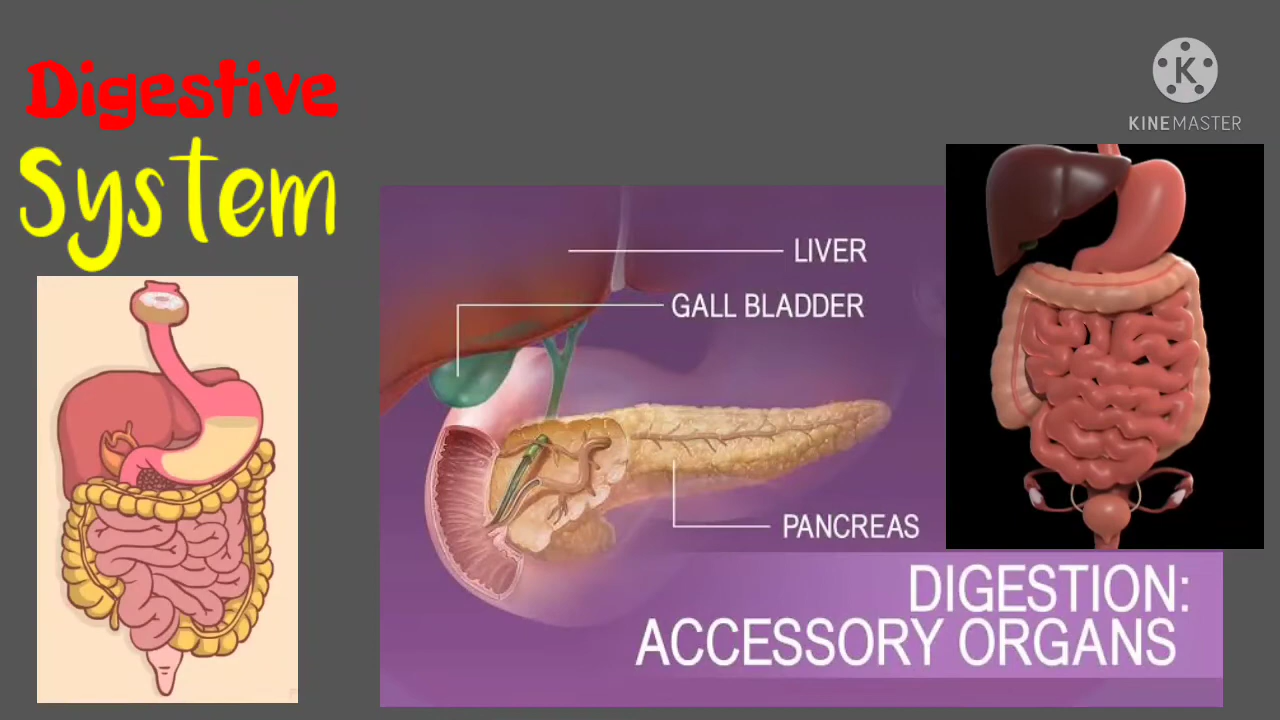 Digestive
System
K
KINEMASTER
LIVER
GALL BLADDER
PANCREAS
DIGESTION:
ACCESSORY ORGANS